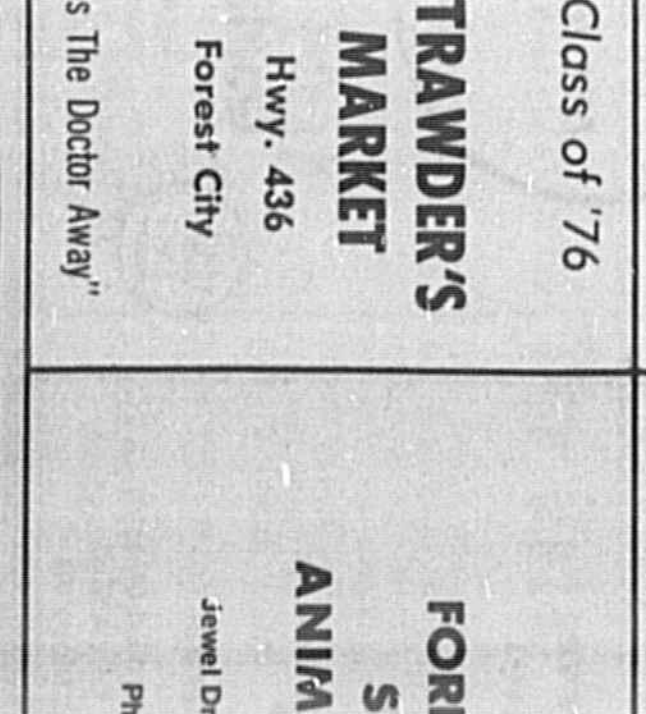 Class of '76
TRAWDER'S
MARKET
Hwy. 436
Forest City
s The Doctor Away"
FOR
S
ANIM
Jewel Dr
Ph